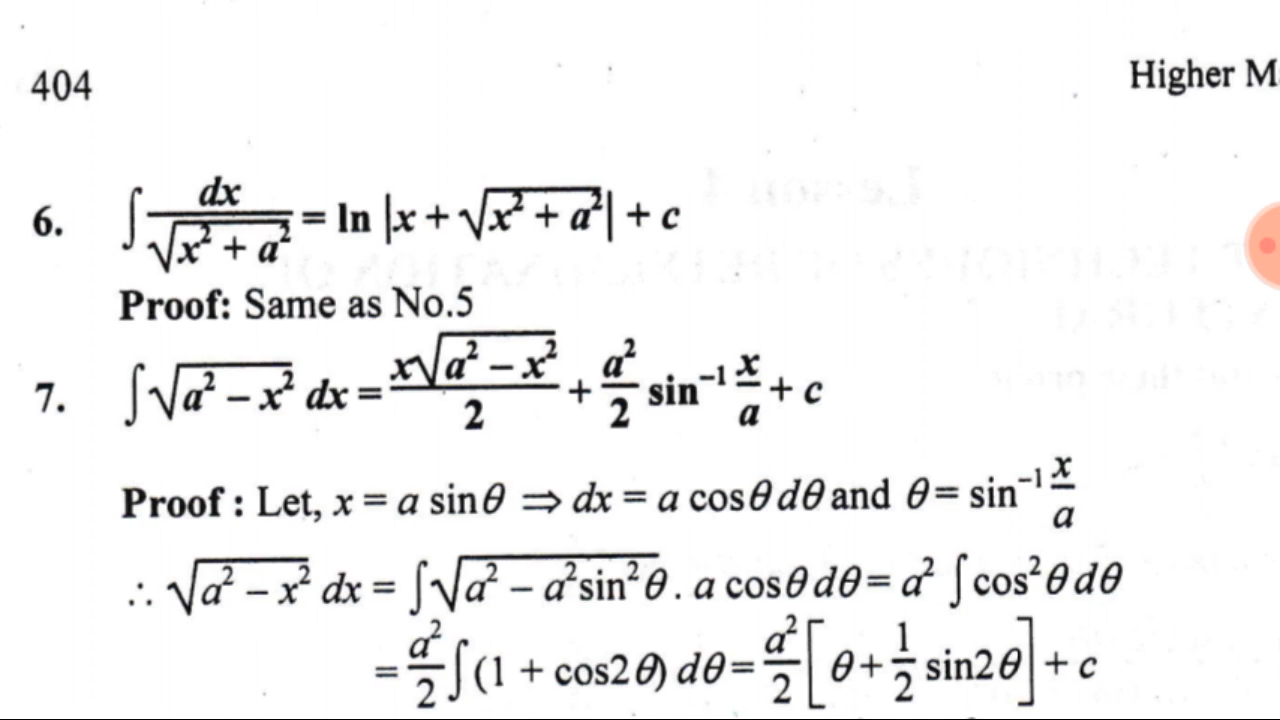 404
Higher M
6. ∫ dx/√(x² + a²) = ln |x + √(x² + a²)| + c
Proof: Same as No.5
7. ∫ √(a² – x²) dx = x√(a² – x²)/2 + a²/2 sin⁻¹ x/a + c
Proof : Let, x = a sinθ ⇒ dx = a cosθ dθ and θ = sin⁻¹ x/a
∴ √(a² – x²) dx = ∫√(a² – a²sin²θ) . a cosθ dθ = a² ∫ cos²θ dθ
= a²/2 ∫ (1 + cos2θ) dθ = a²/2 [ θ + 1/2 sin2θ ] + c